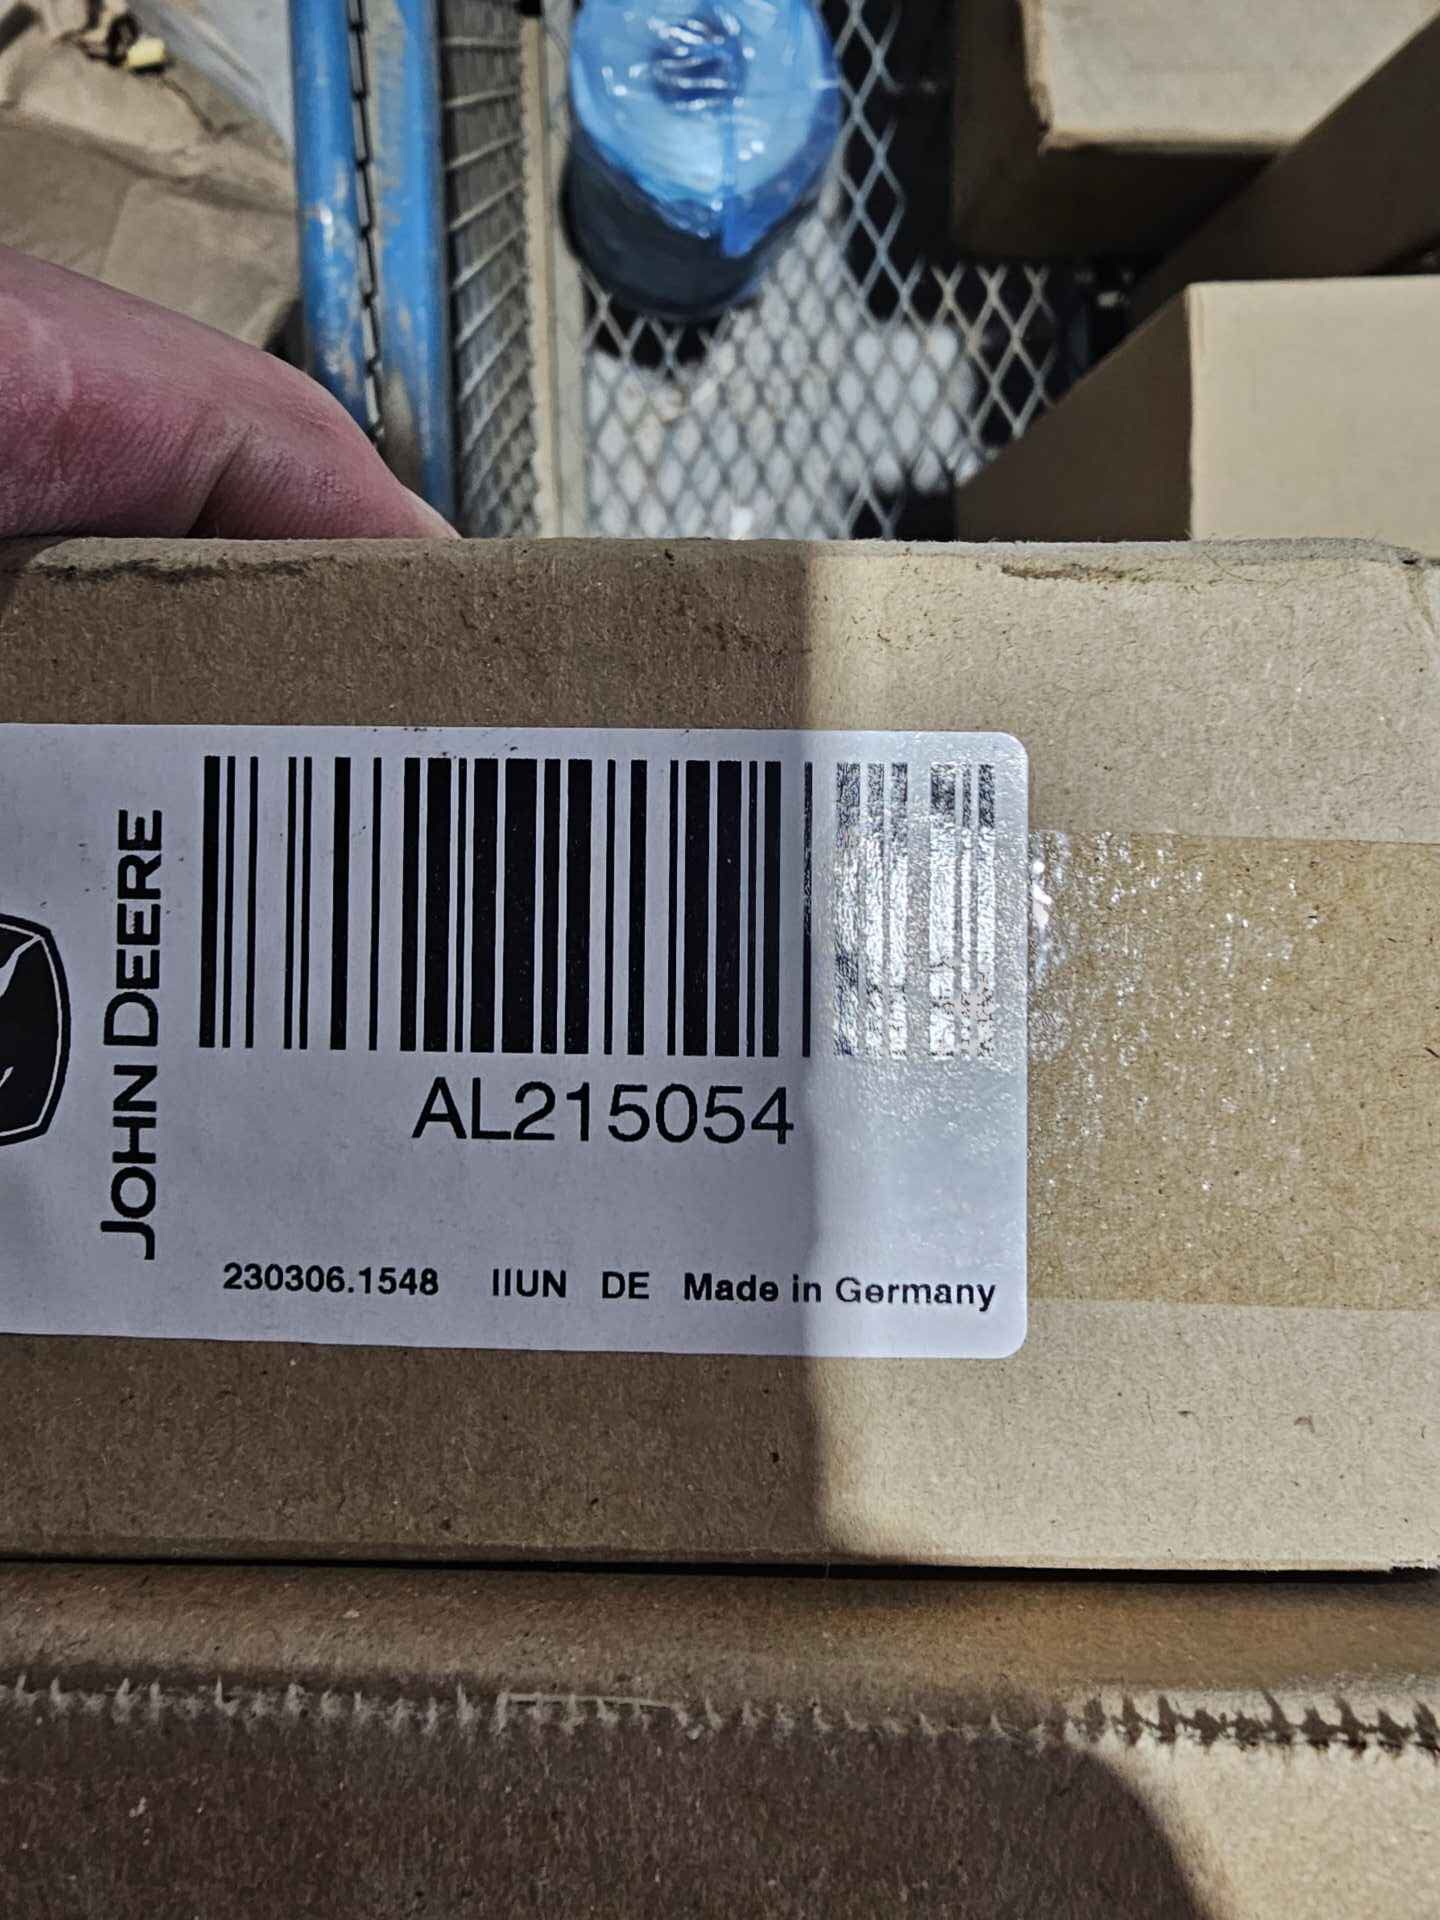 JOHN DEERE
AL215054
230306.1548 IIUN DE Made in Germany